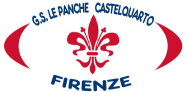 G.S. LE PANCHE CASTELQUARTO
FIRENZE